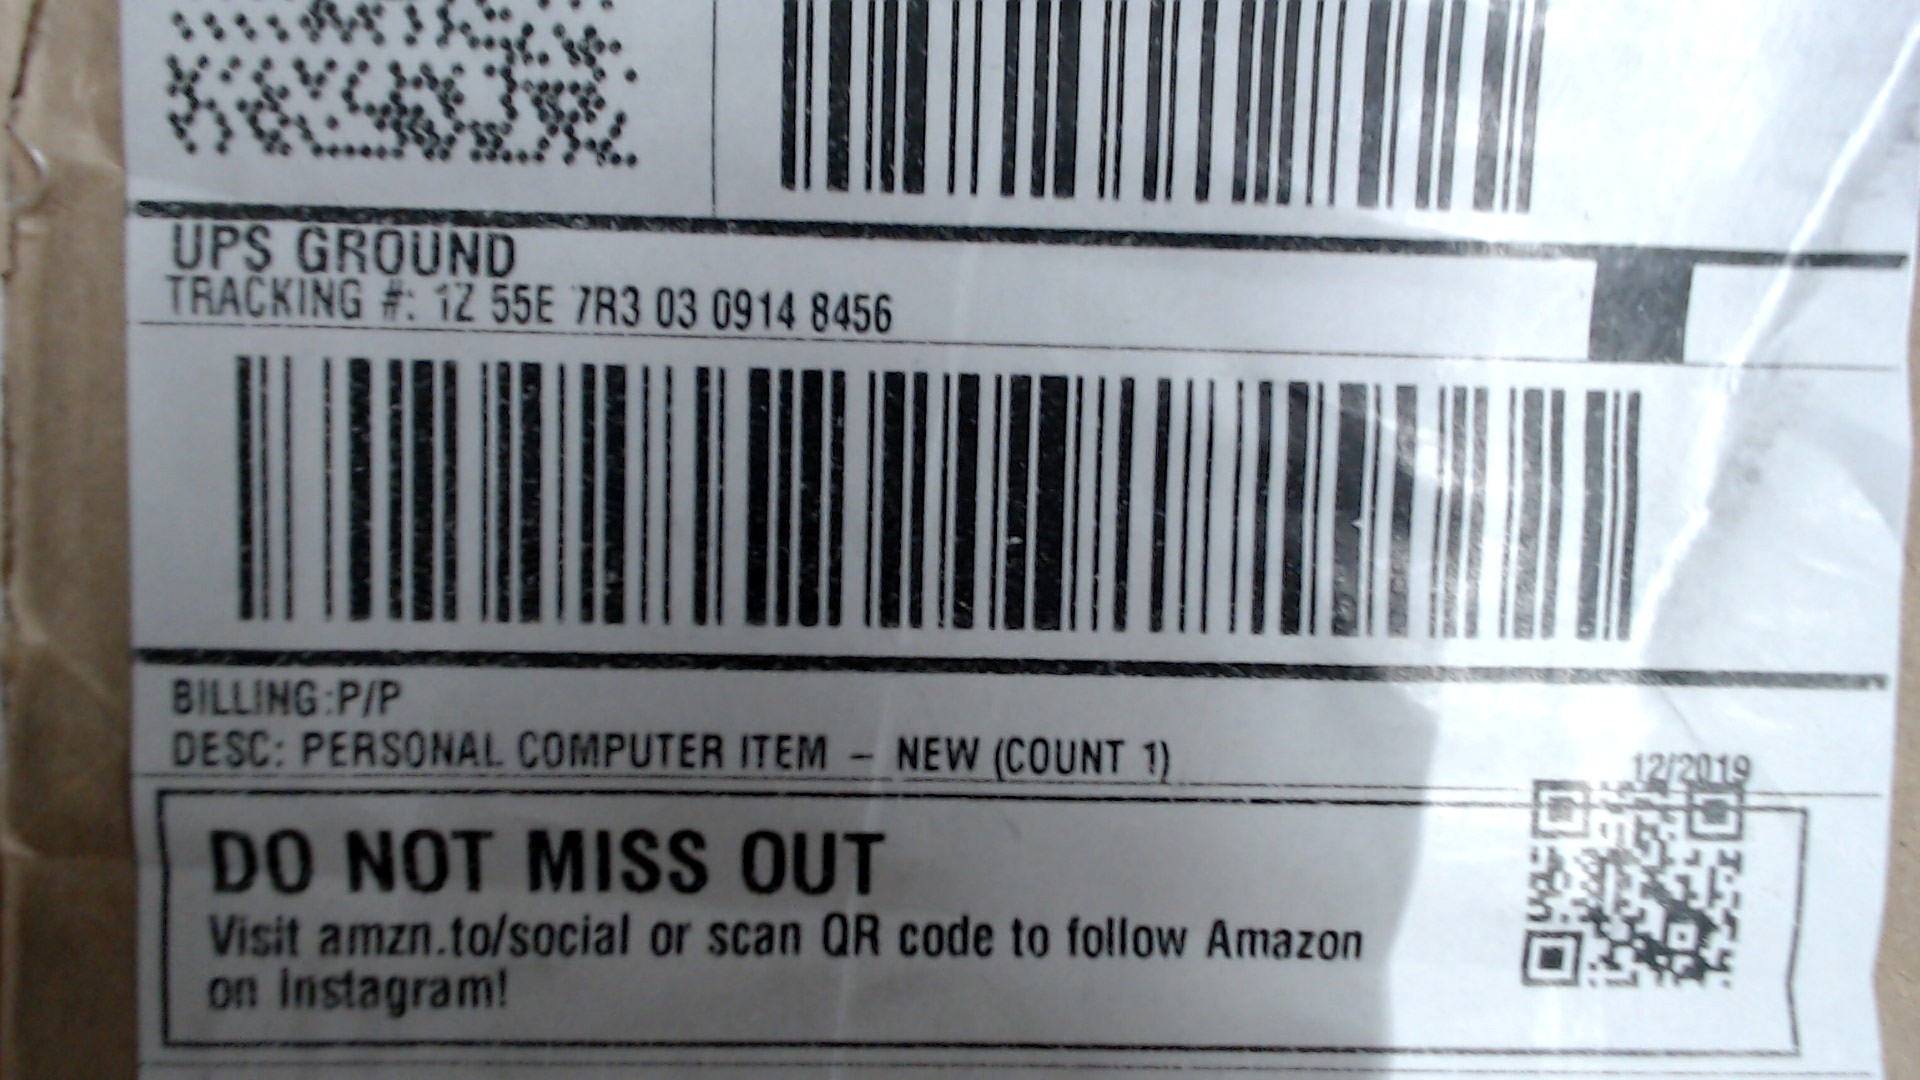 UPS GROUND
TRACKING #: 1Z 55E 7R3 03 0914 8456
BILLING:P/P
DESC: PERSONAL COMPUTER ITEM – NEW (COUNT 1)
12/2019
DO NOT MISS OUT
Visit amzn.to/social or scan QR code to follow Amazon
on Instagram!